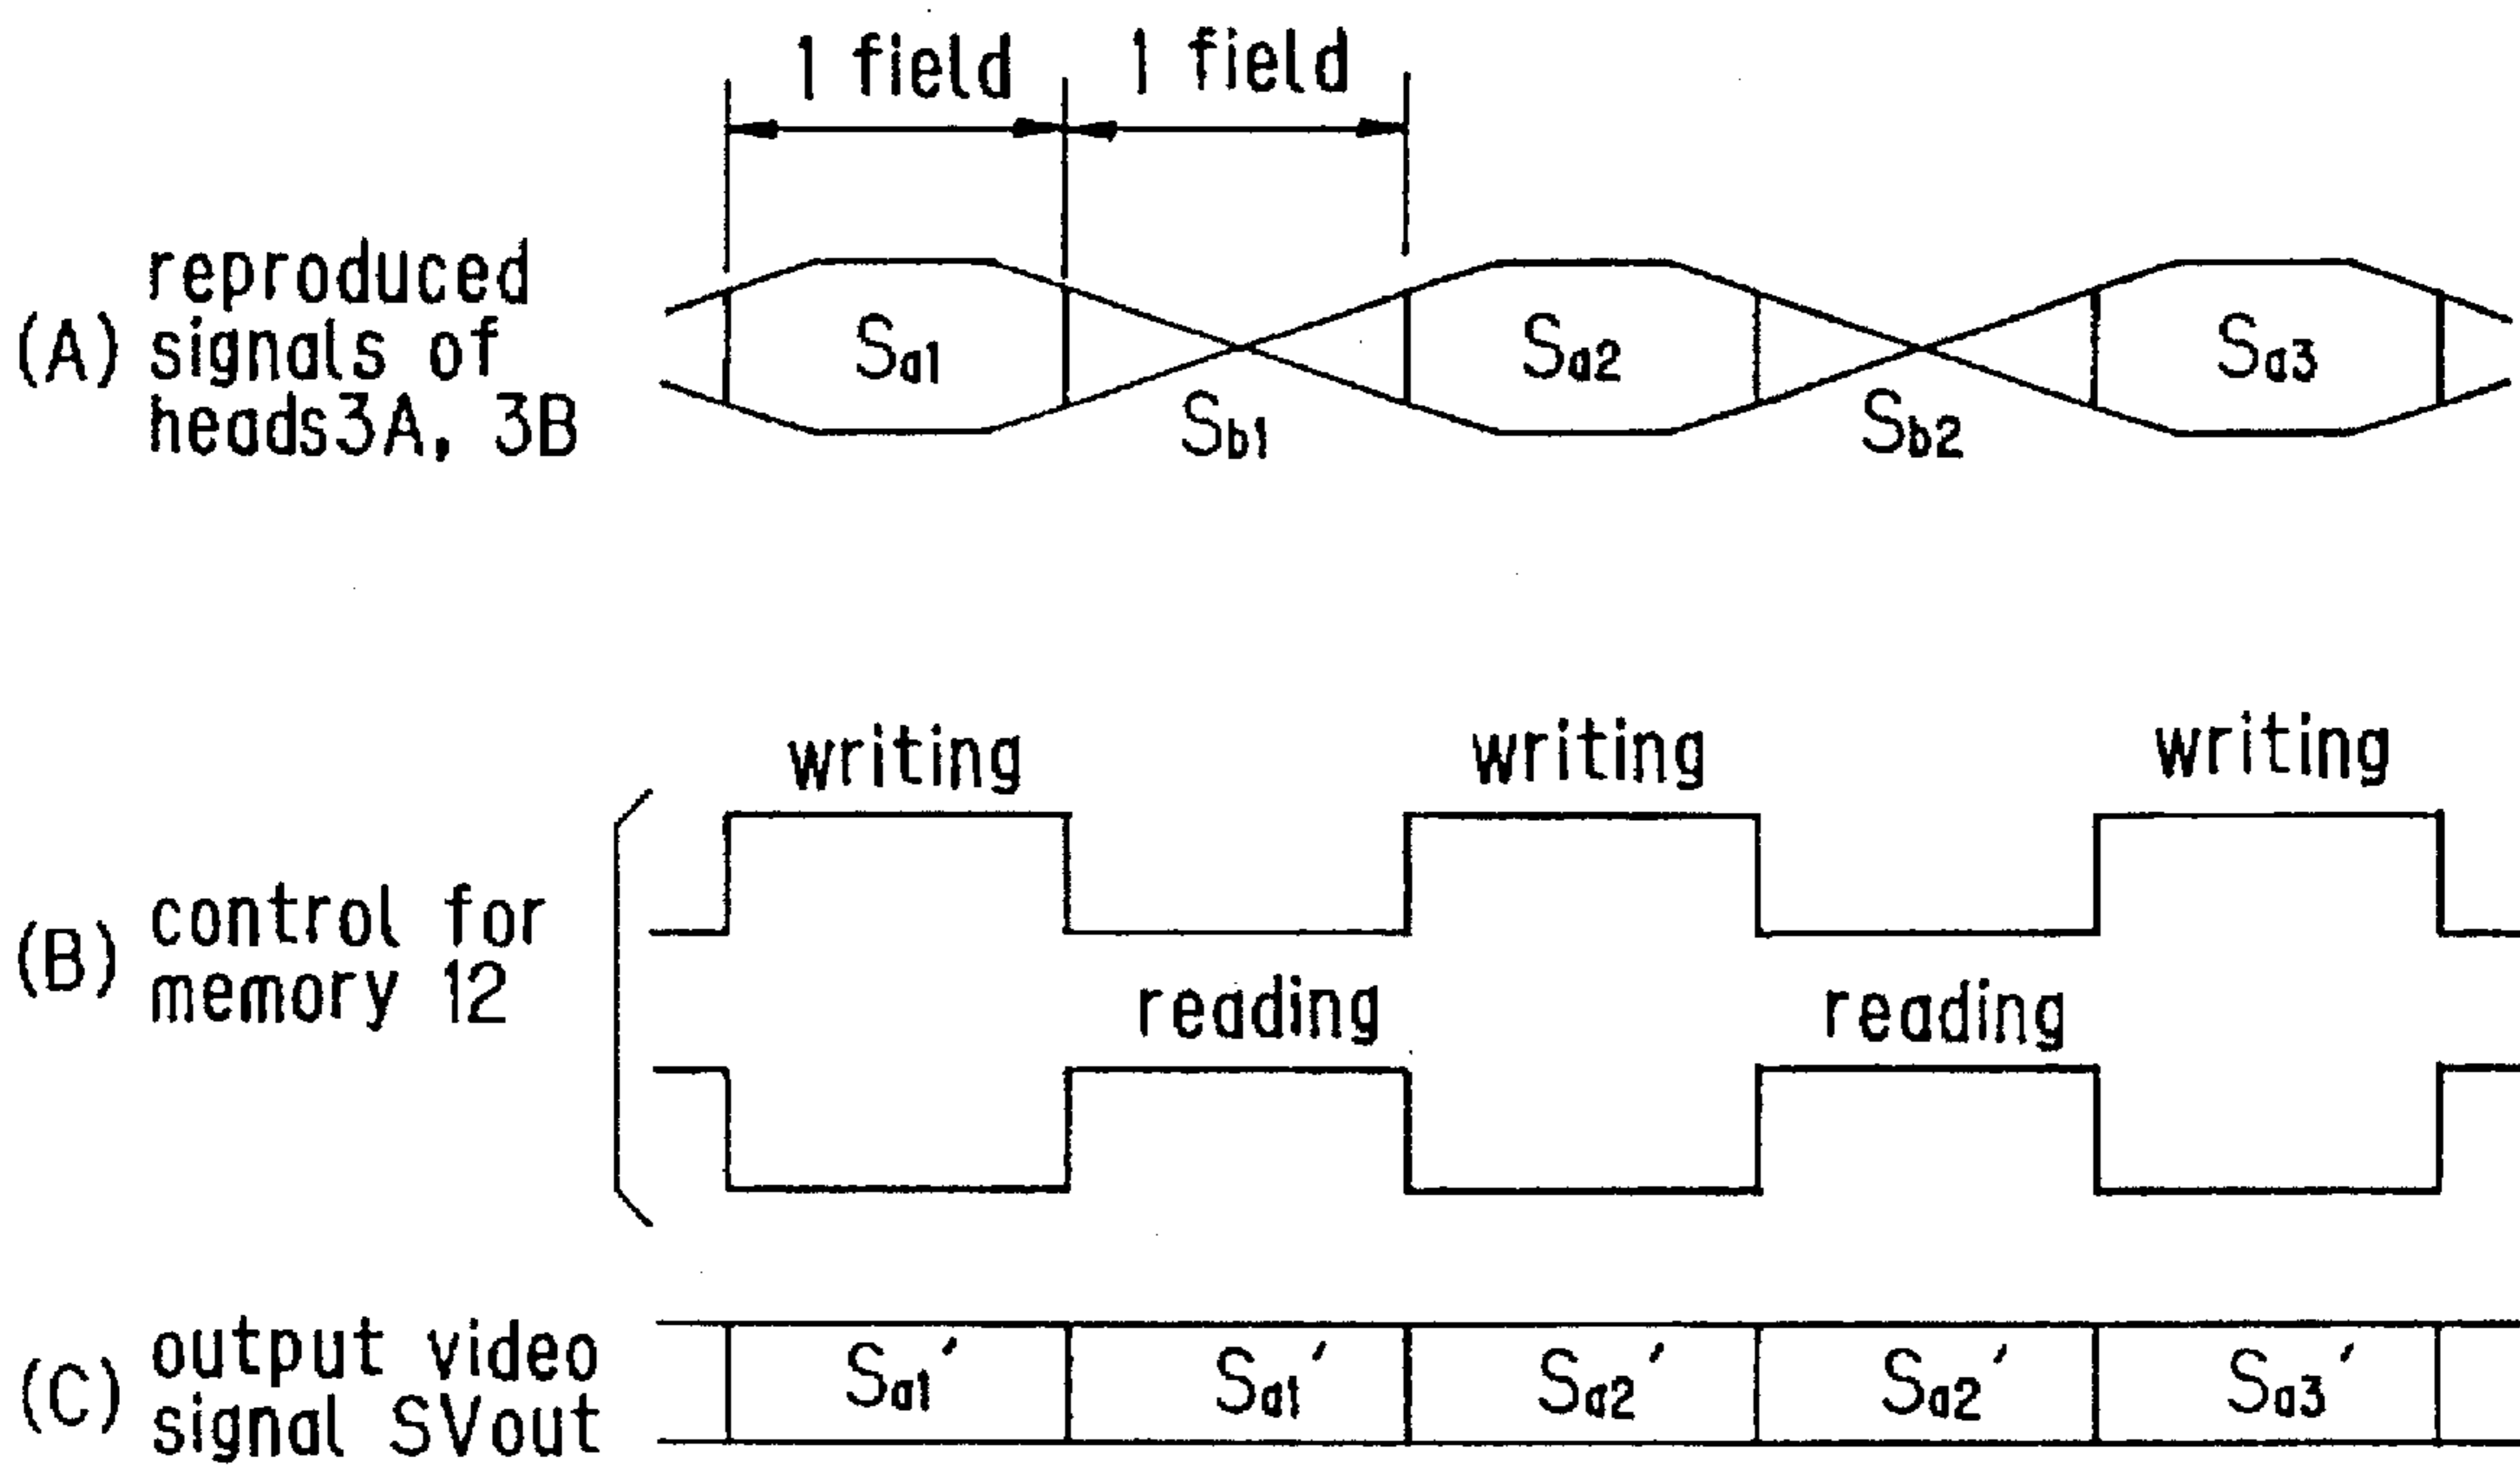 1 field 1 field
(A) reproduced signals of heads3A, 3B
Sa1 Sb1 Sa2 Sb2 Sa3
writing writing writing
(B) control for memory 12
reading reading
(C) output video signal SVout
Sa1′ Sa1′ Sa2′ Sa2′ Sa3′